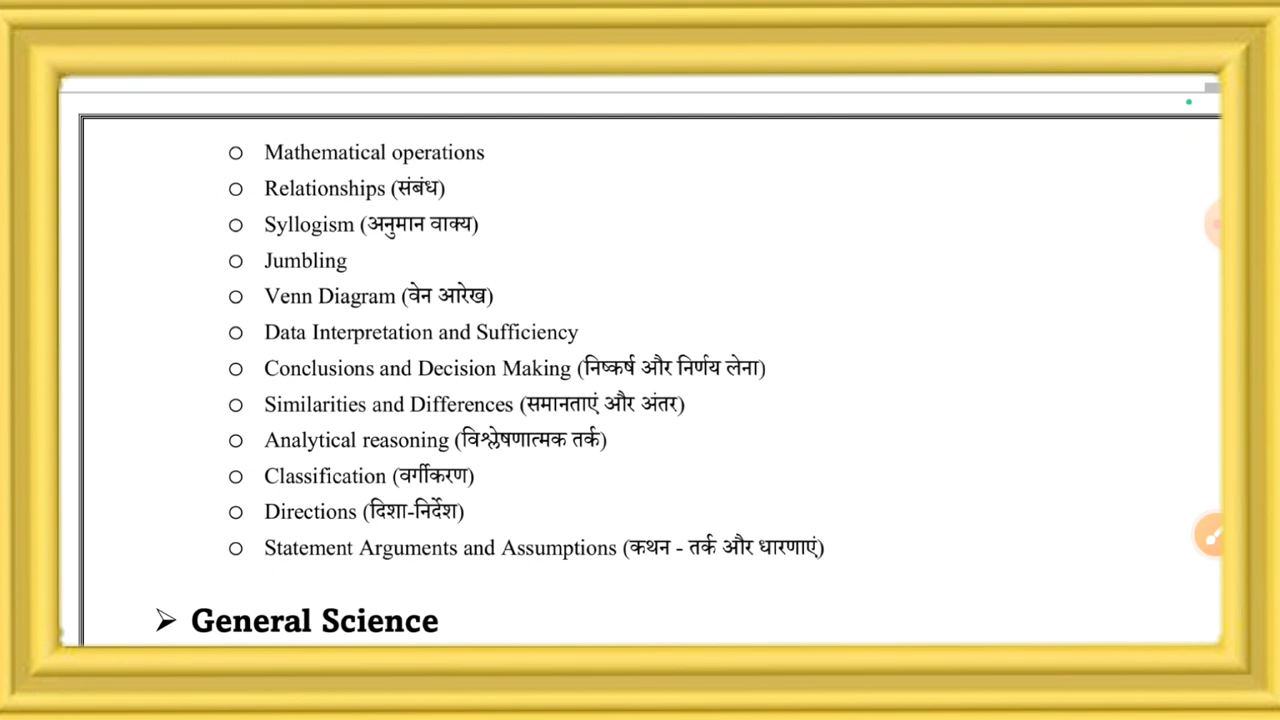 Mathematical operations
Relationships (संबंध)
Syllogism (अनुमान वाक्य)
Jumbling
Venn Diagram (वेन आरेख)
Data Interpretation and Sufficiency
Conclusions and Decision Making (निष्कर्ष और निर्णय लेना)
Similarities and Differences (समानताएं और अंतर)
Analytical reasoning (विश्लेषणात्मक तर्क)
Classification (वर्गीकरण)
Directions (दिशा-निर्देश)
Statement Arguments and Assumptions (कथन - तर्क और धारणाएं)
General Science